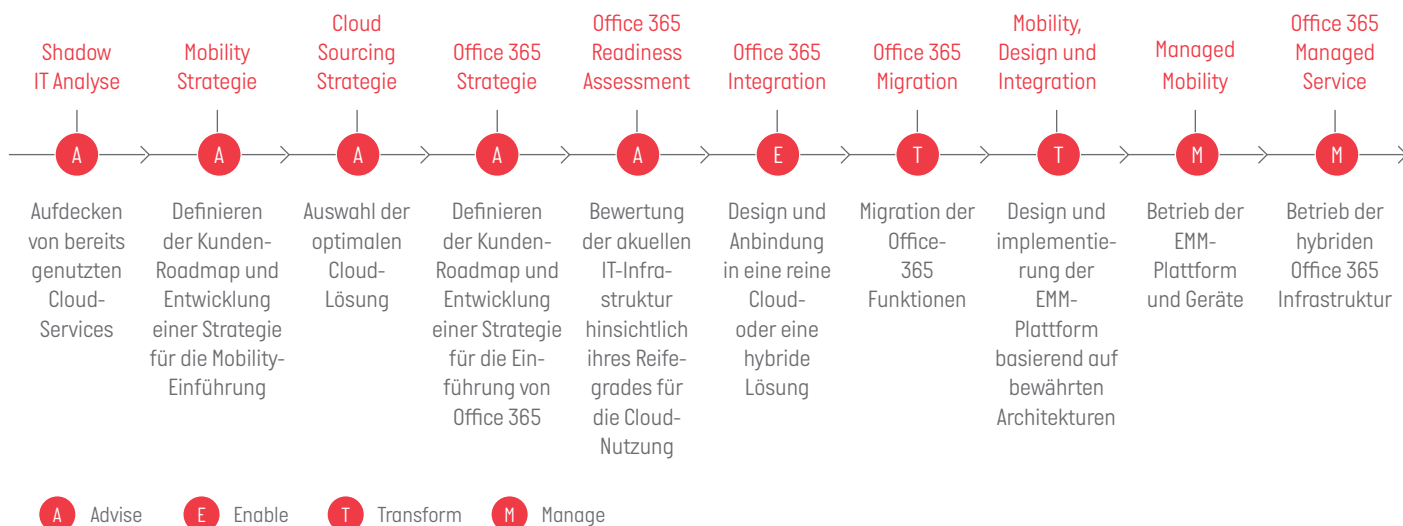 Shadow
IT Analyse
Mobility
Strategie
Cloud
Sourcing
Strategie
Office 365
Strategie
Office 365
Readiness
Assessment
Office 365
Integration
Office 365
Migration
Mobility,
Design und
Integration
Managed
Mobility
Office 365
Managed
Service
A
A
A
A
A
E
T
T
M
M
Aufdecken
von bereits
genutzten
Cloud-
Services
Definieren
der Kunden-
Roadmap und
Entwicklung
einer Strategie
für die Mobility-
Einführung
Auswahl der
optimalen
Cloud-
Lösung
Definieren
der Kunden-
Roadmap und
Entwicklung
einer Strategie
für die Ein-
führung von
Office 365
Bewertung
der akuellen
IT-Infra-
struktur
hinsichtlich
ihres Reife-
grades für
die Cloud-
Nutzung
Design und
Anbindung
in eine reine
Cloud-
oder eine
hybride
Lösung
Migration der
Office-
365
Funktionen
Design und
implementie-
rung der
EMM-
Plattform
basierend auf
bewährten
Architekturen
Betrieb der
EMM-
Plattform
und Geräte
Betrieb der
hybriden
Office 365
Infrastruktur
A Advise
E Enable
T Transform
M Manage